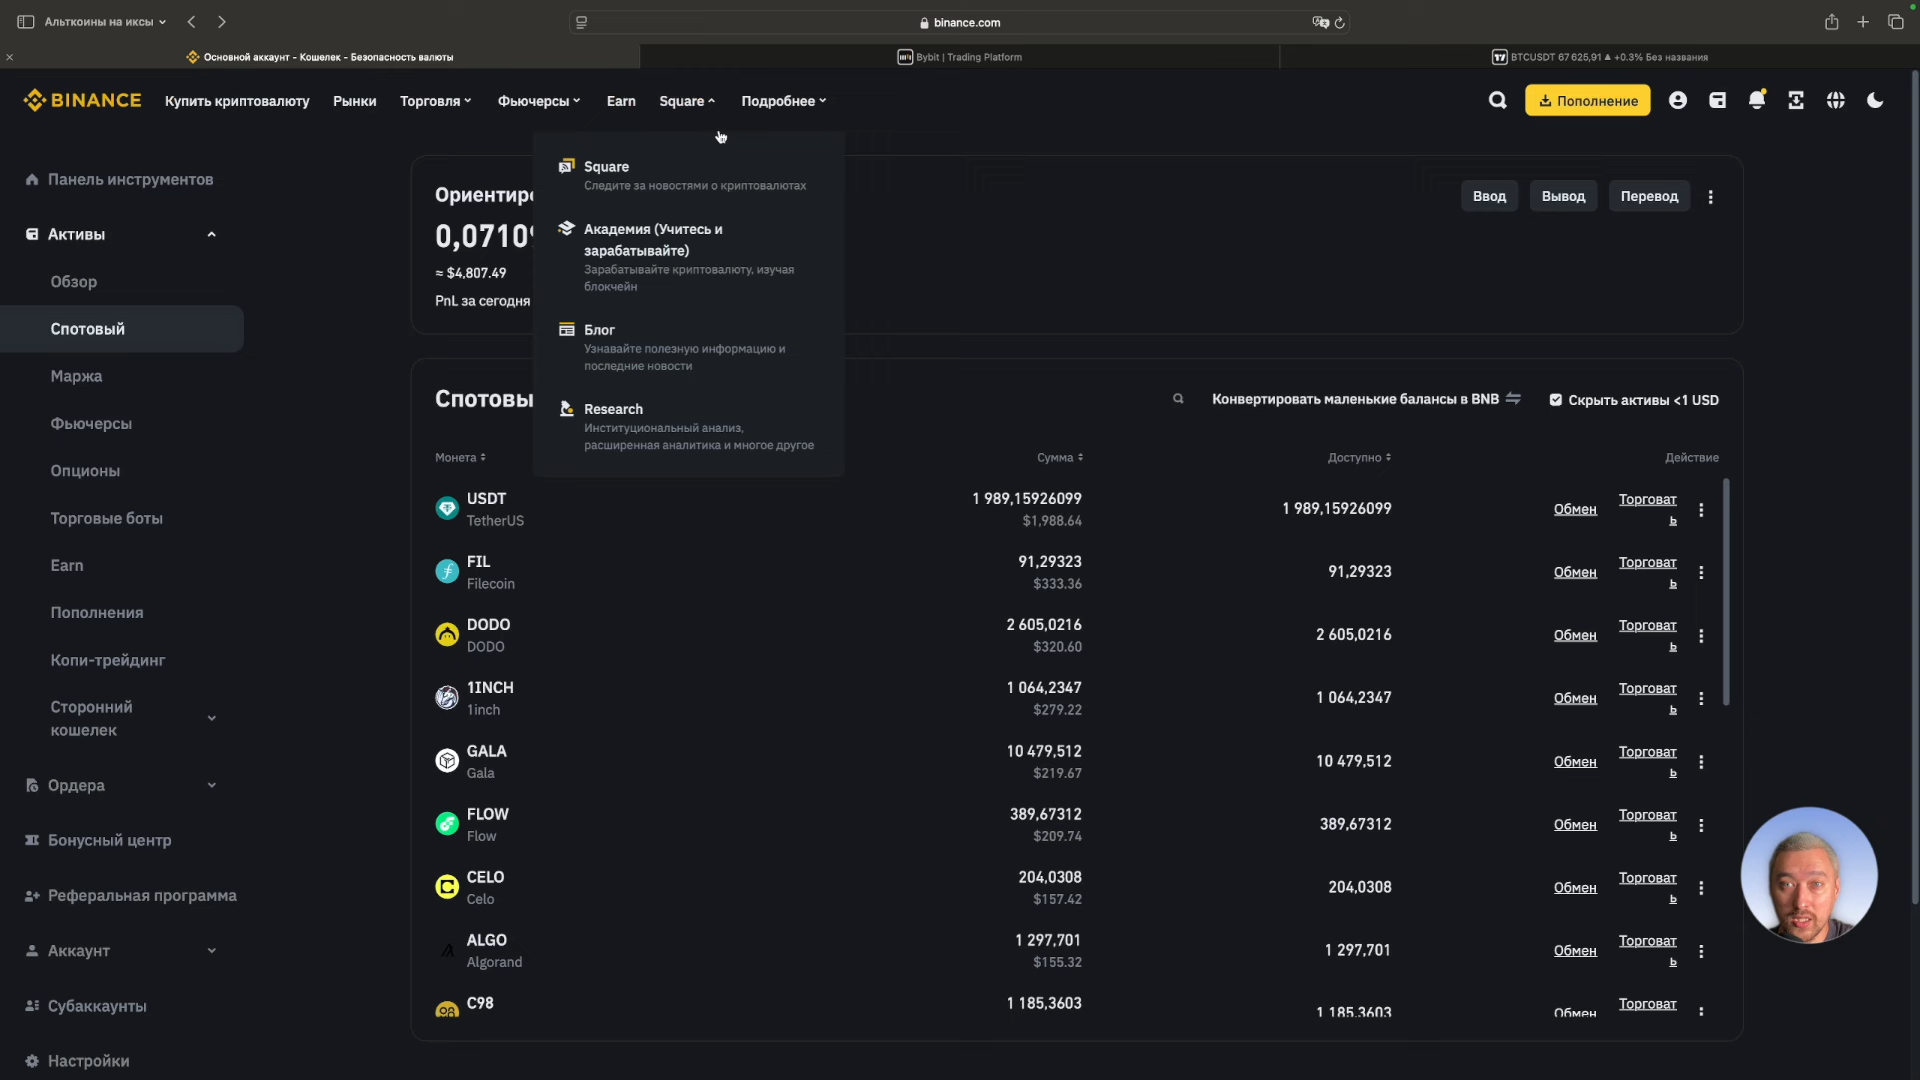 Альткоины на иксы
binance.com
Основной аккаунт - Кошелек - Безопасность валюты
Bybit | Trading Platform
BTCUSDT 67 625,91 ▲ +0.3% Без названия
BINANCE
Купить криптовалюту
Рынки
Торговля
Фьючерсы
Earn
Square
Подробнее
Пополнение
Панель инструментов
Активы
Обзор
Спотовый
Маржа
Фьючерсы
Опционы
Торговые боты
Earn
Пополнения
Копи-трейдинг
Сторонний
кошелек
Ордера
Бонусный центр
Реферальная программа
Аккаунт
Субаккаунты
Настройки
Square
Следите за новостями о криптовалютах
Академия (Учитесь и
зарабатывайте)
Зарабатывайте криптовалюту, изучая
блокчейн
Блог
Узнавайте полезную информацию и
последние новости
Research
Институциональный анализ,
расширенная аналитика и многое другое
Ориентиро
0,0710
≈ $4,807.49
PnL за сегодня
Ввод
Вывод
Перевод
Спотовы
Конвертировать маленькие балансы в BNB
Скрыть активы <1 USD
Монета
Сумма
Доступно
Действие
USDT
TetherUS
1 989,15926099
$1,988.64
1 989,15926099
Обмен
Торговат
ь
FIL
Filecoin
91,29323
$333.36
91,29323
Обмен
Торговат
ь
DODO
DODO
2 605,0216
$320.60
2 605,0216
Обмен
Торговат
ь
1INCH
1inch
1 064,2347
$279.22
1 064,2347
Обмен
Торговат
ь
GALA
Gala
10 479,512
$219.67
10 479,512
Обмен
Торговат
ь
FLOW
Flow
389,67312
$209.74
389,67312
Обмен
Торговат
ь
CELO
Celo
204,0308
$157.42
204,0308
Обмен
Торговат
ь
ALGO
Algorand
1 297,701
$155.32
1 297,701
Обмен
Торговат
ь
C98
1 185,3603
1 185,3603
Обмен
Торговат